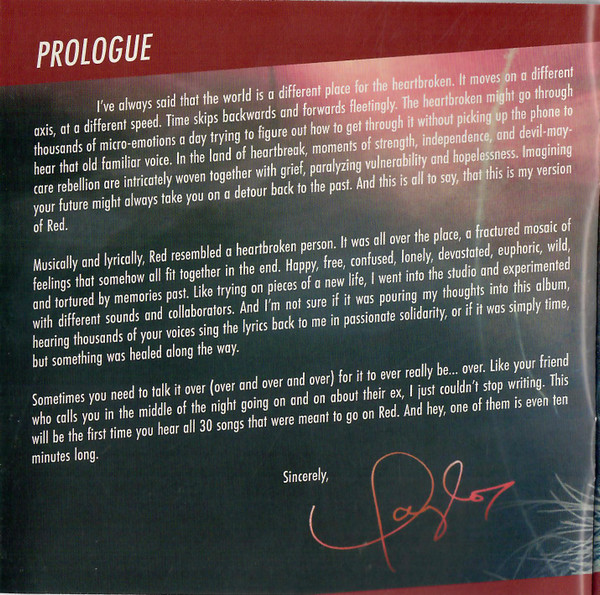 PROLOGUE
I've always said that the world is a different place for the heartbroken. It moves on a different
axis, at a different speed. Time skips backwards and forwards fleetingly. The heartbroken might go through
thousands of micro-emotions a day trying to figure out how to get through it without picking up the phone to
hear that old familiar voice. In the land of heartbreak, moments of strength, independence, and devil-may-
care rebellion are intricately woven together with grief, paralyzing vulnerability and hopelessness. Imagining
your future might always take you on a detour back to the past. And this is all to say, that this is my version
of Red.
Musically and lyrically, Red resembled a heartbroken person. It was all over the place, a fractured mosaic of
feelings that somehow all fit together in the end. Happy, free, confused, lonely, devastated, euphoric, wild,
and tortured by memories past. Like trying on pieces of a new life, I went into the studio and experimented
with different sounds and collaborators. And I'm not sure if it was pouring my thoughts into this album,
hearing thousands of your voices sing the lyrics back to me in passionate solidarity, or if it was simply time,
but something was healed along the way.
Sometimes you need to talk it over (over and over and over) for it to ever really be... over. Like your friend
who calls you in the middle of the night going on and on about their ex, I just couldn't stop writing. This
will be the first time you hear all 30 songs that were meant to go on Red. And hey, one of them is even ten
minutes long.
Sincerely,
Taylor